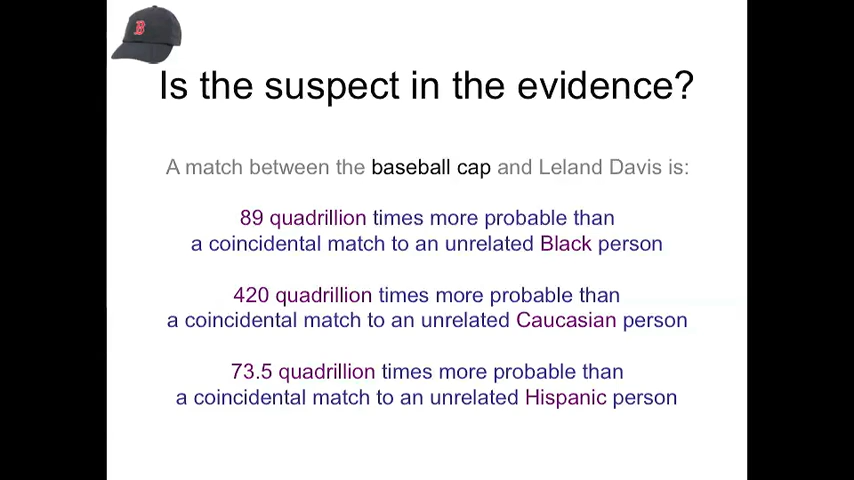 B
Is the suspect in the evidence?
A match between the baseball cap and Leland Davis is:
89 quadrillion times more probable than
a coincidental match to an unrelated Black person
420 quadrillion times more probable than
a coincidental match to an unrelated Caucasian person
73.5 quadrillion times more probable than
a coincidental match to an unrelated Hispanic person